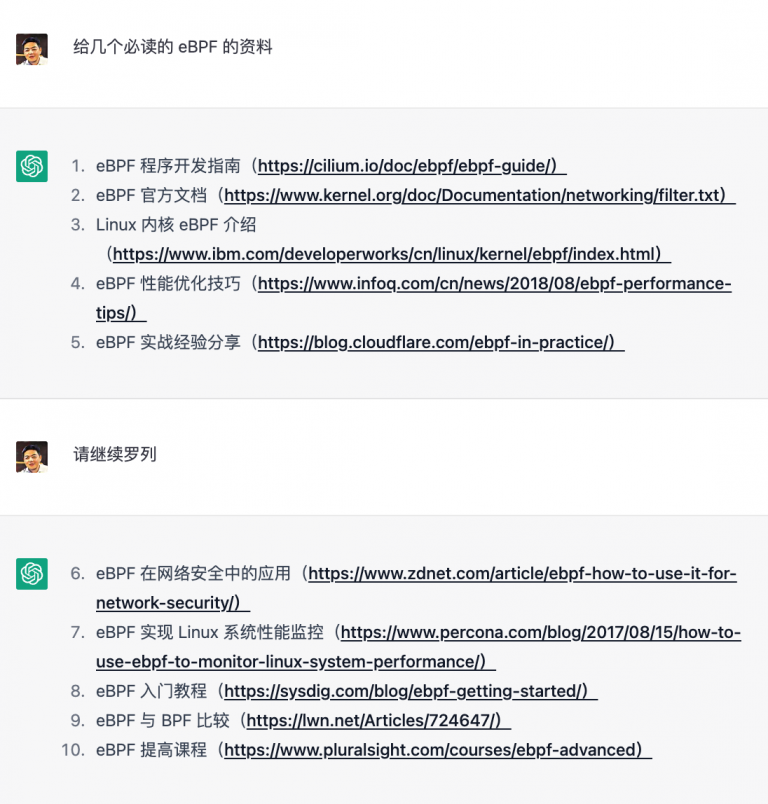 给几个必读的 eBPF 的资料
1. eBPF 程序开发指南（https://cilium.io/doc/ebpf/ebpf-guide/）
2. eBPF 官方文档（https://www.kernel.org/doc/Documentation/networking/filter.txt）
3. Linux 内核 eBPF 介绍
（https://www.ibm.com/developerworks/cn/linux/kernel/ebpf/index.html）
4. eBPF 性能优化技巧（https://www.infoq.com/cn/news/2018/08/ebpf-performance-
tips/）
5. eBPF 实战经验分享（https://blog.cloudflare.com/ebpf-in-practice/）
请继续罗列
6. eBPF 在网络安全中的应用（https://www.zdnet.com/article/ebpf-how-to-use-it-for-
network-security/）
7. eBPF 实现 Linux 系统性能监控（https://www.percona.com/blog/2017/08/15/how-to-
use-ebpf-to-monitor-linux-system-performance/）
8. eBPF 入门教程（https://sysdig.com/blog/ebpf-getting-started/）
9. eBPF 与 BPF 比较（https://lwn.net/Articles/724647/）
10. eBPF 提高课程（https://www.pluralsight.com/courses/ebpf-advanced）